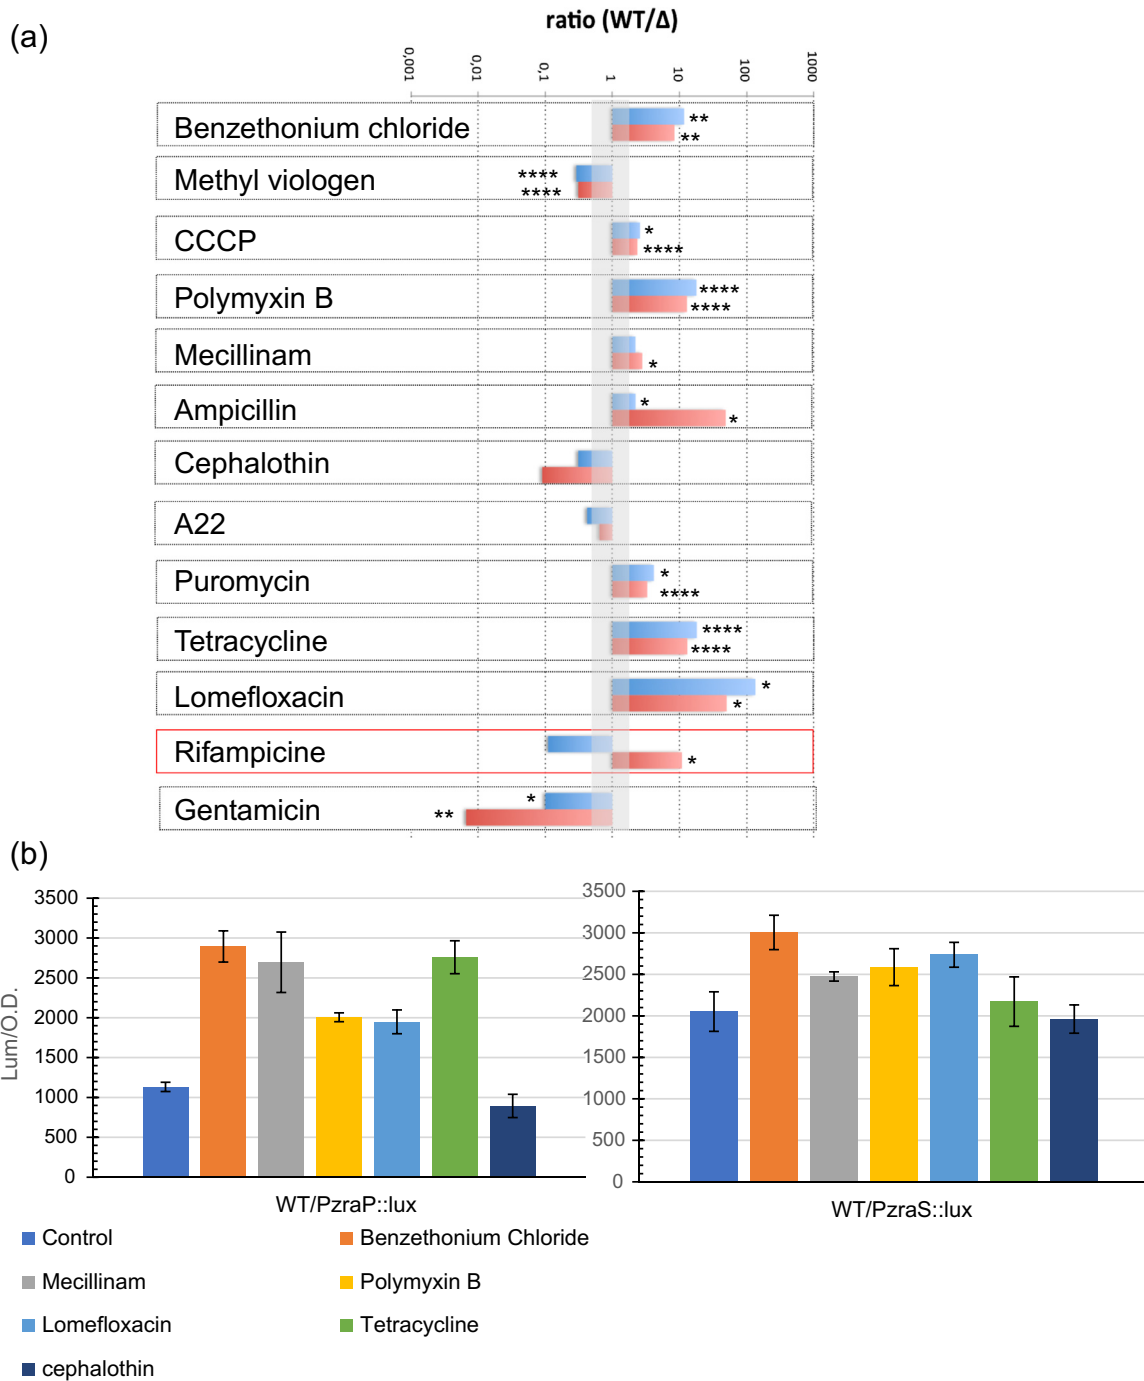 (a)
ratio (WT/Δ)
0,001 0,01 0,1 1 10 100 1000
Benzethonium chloride ** **
Methyl viologen **** ****
CCCP * ****
Polymyxin B **** ****
Mecillinam *
Ampicillin * *
Cephalothin
A22
Puromycin * ****
Tetracycline **** ****
Lomefloxacin * *
Rifampicine *
Gentamicin * **
(b)
Lum/O.D.
3500
3000
2500
2000
1500
1000
500
0
WT/PzraP::lux
3500
3000
2500
2000
1500
1000
500
0
WT/PzraS::lux
Control
Benzethonium Chloride
Mecillinam
Polymyxin B
Lomefloxacin
Tetracycline
cephalothin